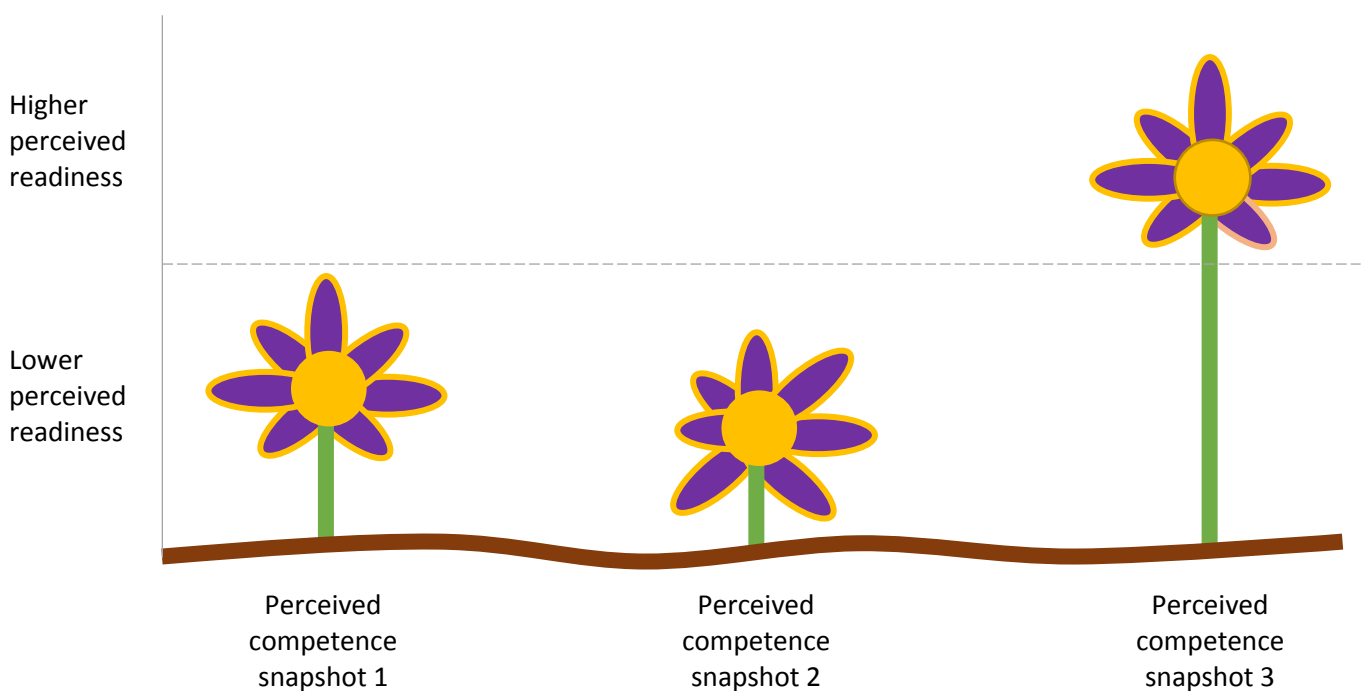 Higher
perceived
readiness
Lower
perceived
readiness
Perceived
competence
snapshot 1
Perceived
competence
snapshot 2
Perceived
competence
snapshot 3